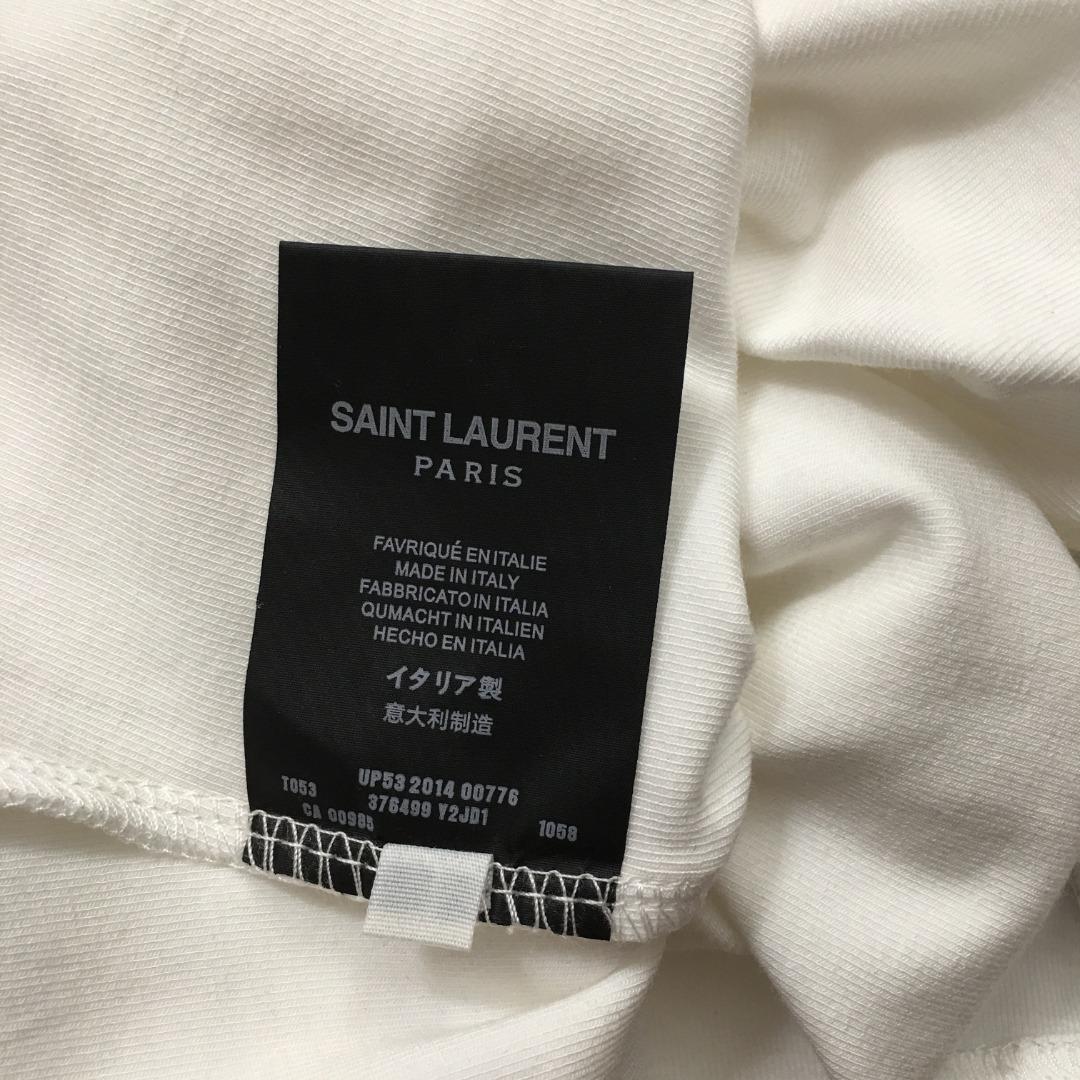 SAINT LAURENT
PARIS
FAVRIQUÉ EN ITALIE
MADE IN ITALY
FABBRICATO IN ITALIA
QUMACHT IN ITALIEN
HECHO EN ITALIA
イタリア製
意大利制造
T053 UP53 2014 00776
376499 Y2JD1
CA 00985 1058